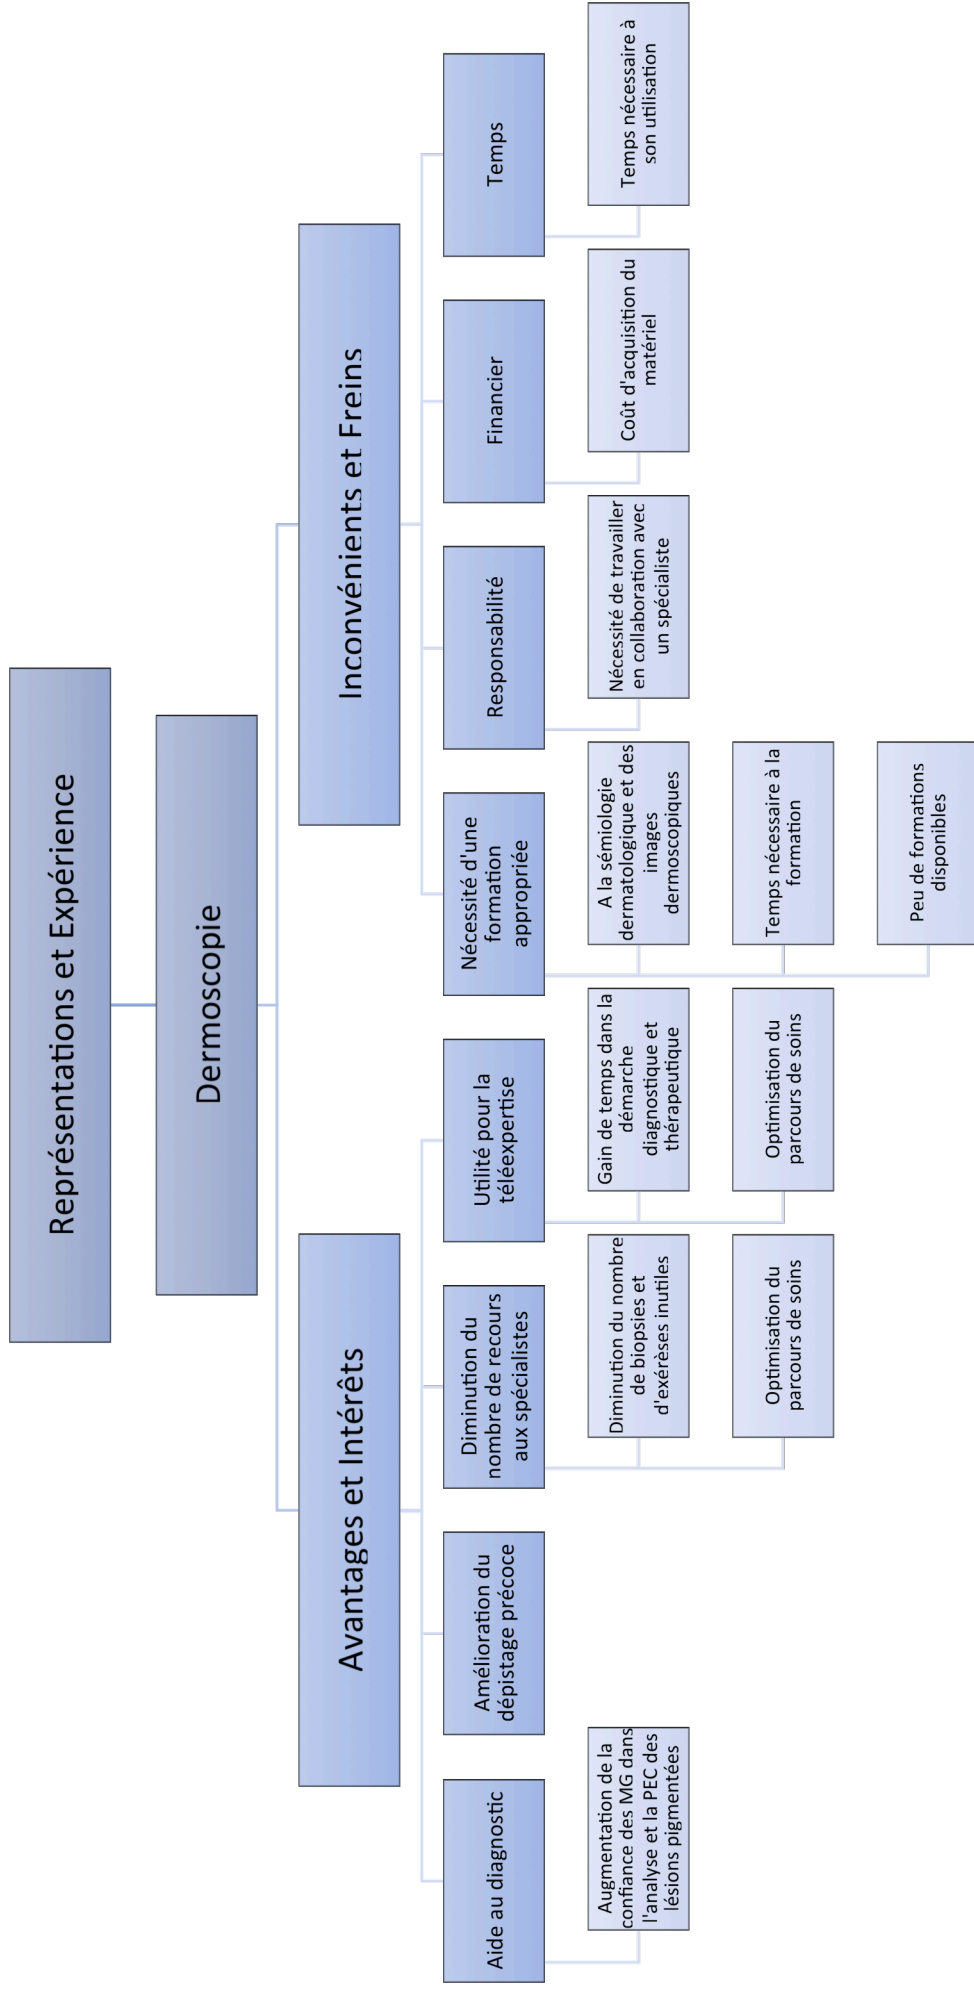 Représentations et Expérience
Dermoscopie
Avantages et Intérêts
Inconvénients et Freins
Aide au diagnostic
Augmentation de la
confiance des MG dans
l'analyse et la PEC des
lésions pigmentées
Amélioration du
dépistage précoce
Diminution du
nombre de recours
aux spécialistes
Diminution du nombre
de biopsies et
d'exérèses inutiles
Optimisation du
parcours de soins
Utilité pour la
téléexpertise
Gain de temps dans la
démarche
diagnostique et
thérapeutique
Optimisation du
parcours de soins
Nécessité d'une
formation
appropriée
A la sémiologie
dermatologique et des
images
dermoscopiques
Temps nécessaire à la
formation
Peu de formations
disponibles
Responsabilité
Nécessité de travailler
en collaboration avec
un spécialiste
Financier
Coût d'acquisition du
matériel
Temps
Temps nécessaire à
son utilisation